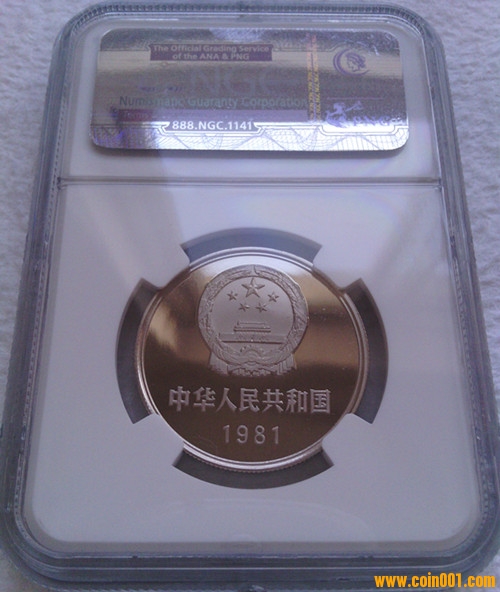 The Official Grading Service
of the ANA & PNG
NGC
Numismatic Guaranty Corporation
888.NGC.1141
中华人民共和国
1981
www.coin001.com